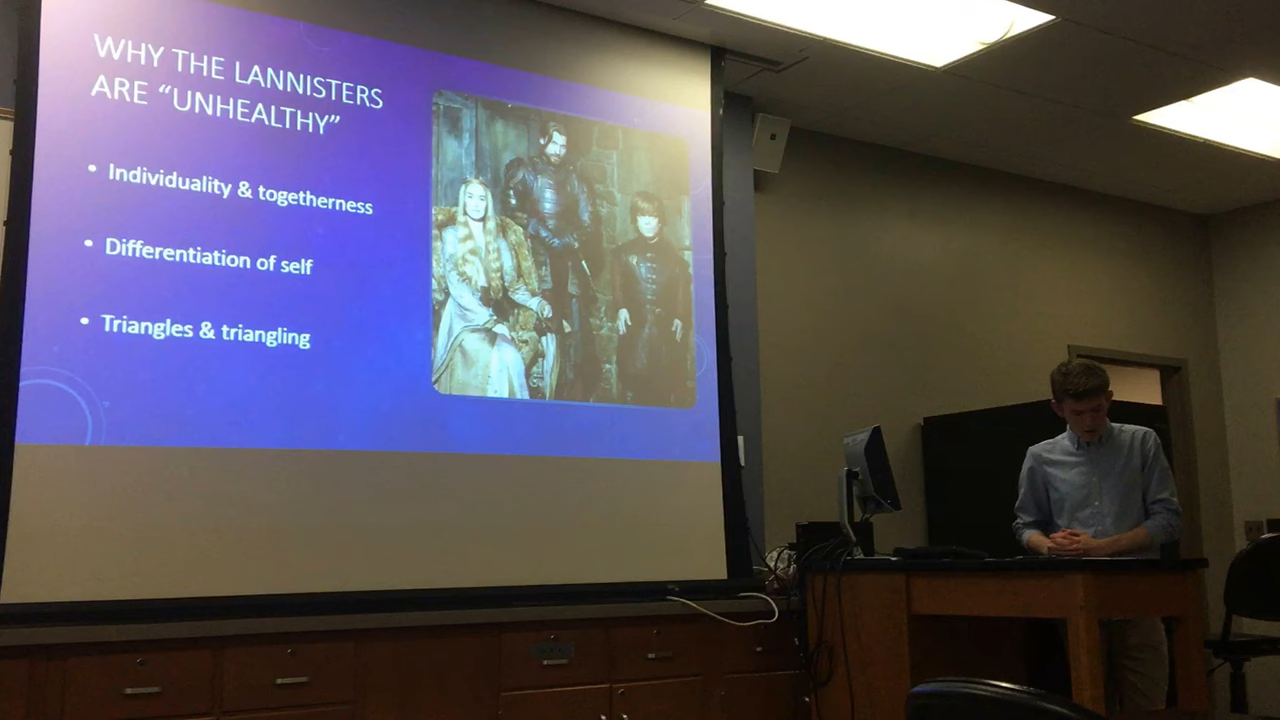 WHY THE LANNISTERS
ARE “UNHEALTHY”
• Individuality & togetherness
• Differentiation of self
• Triangles & triangling